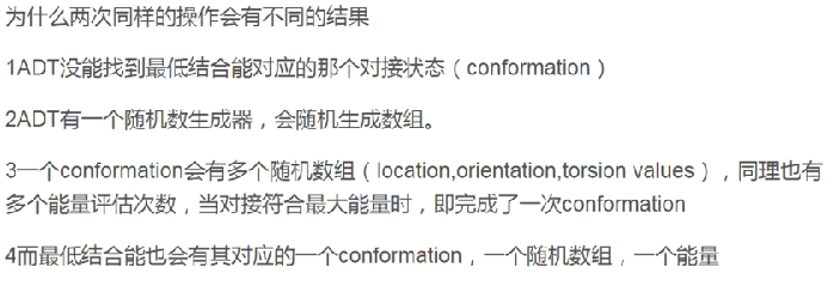 为什么两次同样的操作会有不同的结果
1ADT没能找到最低结合能对应的那个对接状态（conformation）
2ADT有一个随机数生成器，会随机生成数组。
3一个conformation会有多个随机数组（location,orientation,torsion values），同理也有
多个能量评估次数，当对接符合最大能量时，即完成了一次conformation
4而最低结合能也会有其对应的一个conformation，一个随机数组，一个能量